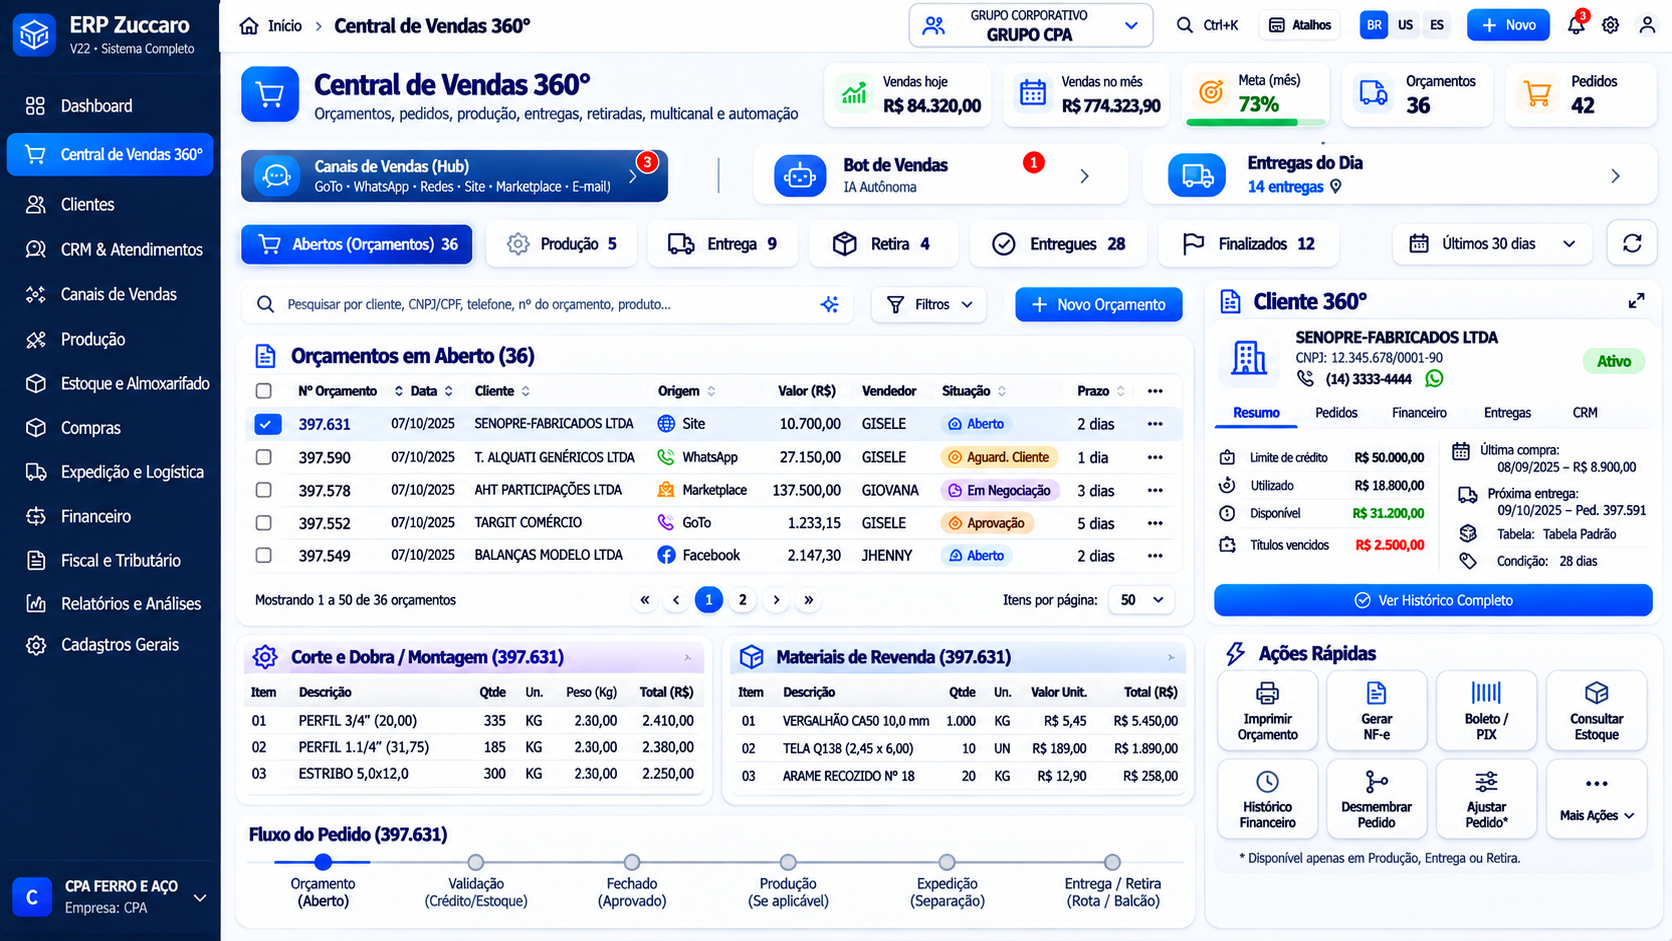 ERP Zuccaro
V22 • Sistema Completo
Dashboard
Central de Vendas 360°
Clientes
CRM & Atendimentos
Canais de Vendas
Produção
Estoque e Almoxarifado
Compras
Expedição e Logística
Financeiro
Fiscal e Tributário
Relatórios e Análises
Cadastros Gerais
C
CPA FERRO E AÇO
Empresa: CPA
Início > Central de Vendas 360°
GRUPO CORPORATIVO
GRUPO CPA
Ctrl+K
Atalhos
BR US ES
+ Novo
3
Central de Vendas 360°
Orçamentos, pedidos, produção, entregas, retiradas, multicanal e automação
Vendas hoje
R$ 84.320,00
Vendas no mês
R$ 774.323,90
Meta (mês)
73%
Orçamentos
36
Pedidos
42
Canais de Vendas (Hub)
GoTo • WhatsApp • Redes • Site • Marketplace • E-mail)
3
Bot de Vendas
IA Autônoma
1
Entregas do Dia
14 entregas
Abertos (Orçamentos) 36
Produção 5
Entrega 9
Retira 4
Entregues 28
Finalizados 12
Últimos 30 dias
Pesquisar por cliente, CNPJ/CPF, telefone, nº do orçamento, produto...
Filtros
+ Novo Orçamento
Orçamentos em Aberto (36)
Nº Orçamento Data Cliente Origem Valor (R$) Vendedor Situação Prazo •••
397.631 07/10/2025 SENOPRE-FABRICADOS LTDA Site 10.700,00 GISELE Aberto 2 dias •••
397.590 07/10/2025 T. ALQUATI GENÉRICOS LTDA WhatsApp 27.150,00 GISELE Aguard. Cliente 1 dia •••
397.578 07/10/2025 AHT PARTICIPAÇÕES LTDA Marketplace 137.500,00 GIOVANA Em Negociação 3 dias •••
397.552 07/10/2025 TARGIT COMÉRCIO GoTo 1.233,15 GISELE Aprovação 5 dias •••
397.549 07/10/2025 BALANÇAS MODELO LTDA Facebook 2.147,30 JHENNY Aberto 2 dias •••
Mostrando 1 a 50 de 36 orçamentos
« ‹ 1 2 › »
Itens por página: 50
Corte e Dobra / Montagem (397.631)
Item Descrição Qtde Un. Peso (Kg) Total (R$)
01 PERFIL 3/4" (20,00) 335 KG 2.30,00 2.410,00
02 PERFIL 1.1/4" (31,75) 185 KG 2.30,00 2.380,00
03 ESTRIBO 5,0x12,0 300 KG 2.30,00 2.250,00
Materiais de Revenda (397.631)
Item Descrição Qtde Un. Valor Unit. Total (R$)
01 VERGALHÃO CA50 10,0 mm 1.000 KG R$ 5,45 R$ 5.450,00
02 TELA Q138 (2,45 x 6,00) 10 UN R$ 189,00 R$ 1.890,00
03 ARAME RECOZIDO Nº 18 20 KG R$ 12,90 R$ 258,00
Fluxo do Pedido (397.631)
Orçamento
(Aberto)
Validação
(Crédito/Estoque)
Fechado
(Aprovado)
Produção
(Se aplicável)
Expedição
(Separação)
Entrega / Retira
(Rota / Balcão)
Cliente 360°
SENOPRE-FABRICADOS LTDA
CNPJ: 12.345.678/0001-90
(14) 3333-4444
Ativo
Resumo Pedidos Financeiro Entregas CRM
Limite de crédito R$ 50.000,00
Utilizado R$ 18.800,00
Disponível R$ 31.200,00
Títulos vencidos R$ 2.500,00
Última compra:
08/09/2025 – R$ 8.900,00
Próxima entrega:
09/10/2025 – Ped. 397.591
Tabela: Tabela Padrão
Condição: 28 dias
Ver Histórico Completo
Ações Rápidas
Imprimir
Orçamento
Gerar
NF-e
Boleto /
PIX
Consultar
Estoque
Histórico
Financeiro
Desmembrar
Pedido
Ajustar
Pedido*
•••
Mais Ações
* Disponível apenas em Produção, Entrega ou Retira.